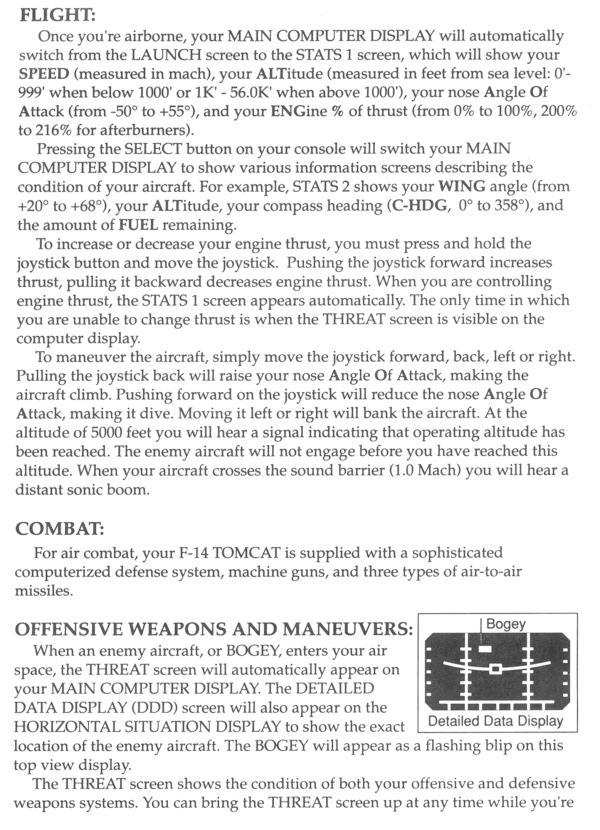 FLIGHT:
Once you're airborne, your MAIN COMPUTER DISPLAY will automatically
switch from the LAUNCH screen to the STATS 1 screen, which will show your
SPEED (measured in mach), your ALTitude (measured in feet from sea level: 0'-
999' when below 1000' or 1K' - 56.0K' when above 1000'), your nose Angle Of
Attack (from -50° to +55°), and your ENGine % of thrust (from 0% to 100%, 200%
to 216% for afterburners).
Pressing the SELECT button on your console will switch your MAIN
COMPUTER DISPLAY to show various information screens describing the
condition of your aircraft. For example, STATS 2 shows your WING angle (from
+20° to +68°), your ALTitude, your compass heading (C-HDG, 0° to 358°), and
the amount of FUEL remaining.
To increase or decrease your engine thrust, you must press and hold the
joystick button and move the joystick. Pushing the joystick forward increases
thrust, pulling it backward decreases engine thrust. When you are controlling
engine thrust, the STATS 1 screen appears automatically. The only time in which
you are unable to change thrust is when the THREAT screen is visible on the
computer display.
To maneuver the aircraft, simply move the joystick forward, back, left or right.
Pulling the joystick back will raise your nose Angle Of Attack, making the
aircraft climb. Pushing forward on the joystick will reduce the nose Angle Of
Attack, making it dive. Moving it left or right will bank the aircraft. At the
altitude of 5000 feet you will hear a signal indicating that operating altitude has
been reached. The enemy aircraft will not engage before you have reached this
altitude. When your aircraft crosses the sound barrier (1.0 Mach) you will hear a
distant sonic boom.
COMBAT:
For air combat, your F-14 TOMCAT is supplied with a sophisticated
computerized defense system, machine guns, and three types of air-to-air
missiles.
OFFENSIVE WEAPONS AND MANEUVERS:
When an enemy aircraft, or BOGEY, enters your air
space, the THREAT screen will automatically appear on
your MAIN COMPUTER DISPLAY. The DETAILED
DATA DISPLAY (DDD) screen will also appear on the
HORIZONTAL SITUATION DISPLAY to show the exact
location of the enemy aircraft. The BOGEY will appear as a flashing blip on this
top view display.
Bogey
Detailed Data Display
The THREAT screen shows the condition of both your offensive and defensive
weapons systems. You can bring the THREAT screen up at any time while you're